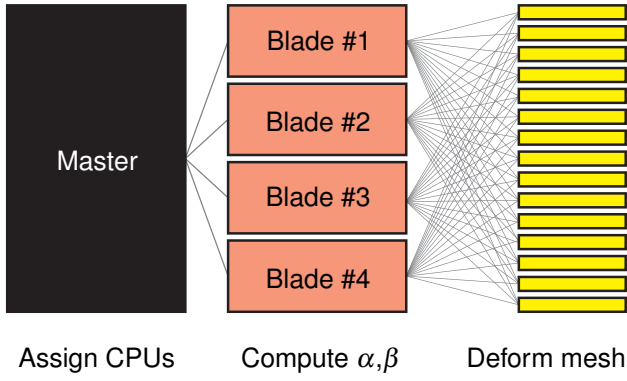 Master
Blade #1
Blade #2
Blade #3
Blade #4
Assign CPUs
Compute α,β
Deform mesh